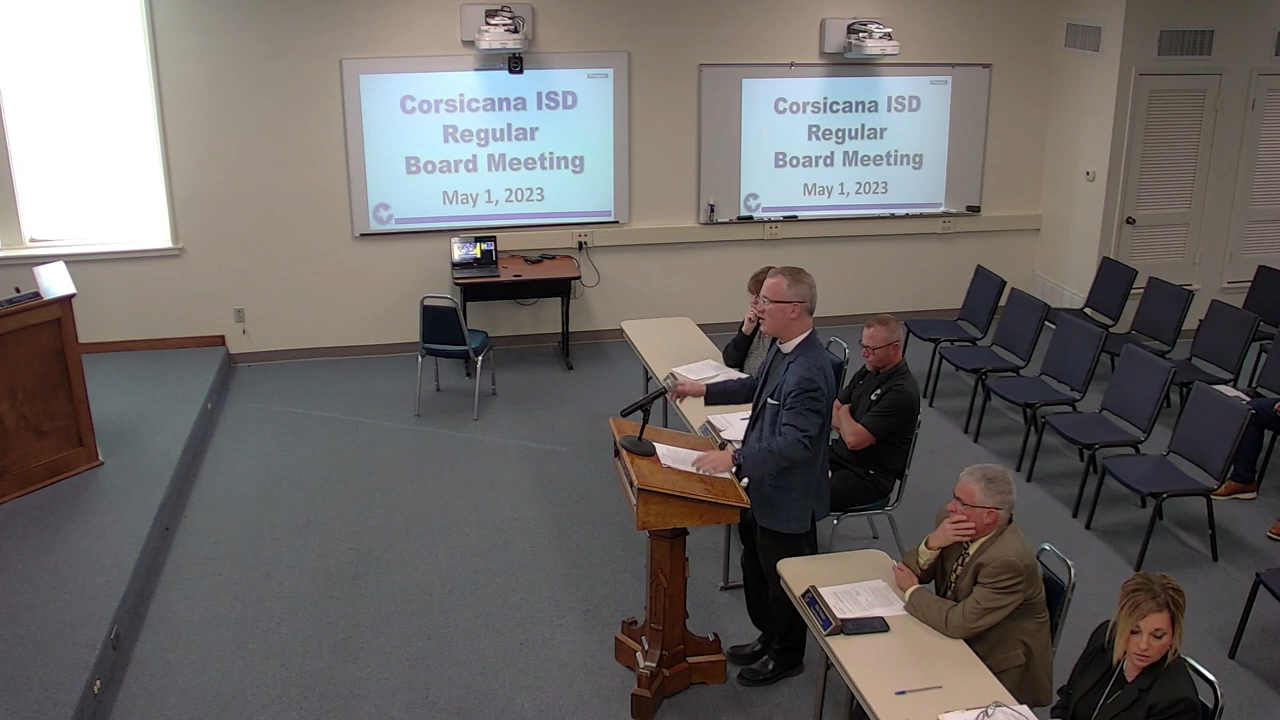 Corsicana ISD
Regular
Board Meeting
May 1, 2023
Corsicana ISD
Regular
Board Meeting
May 1, 2023